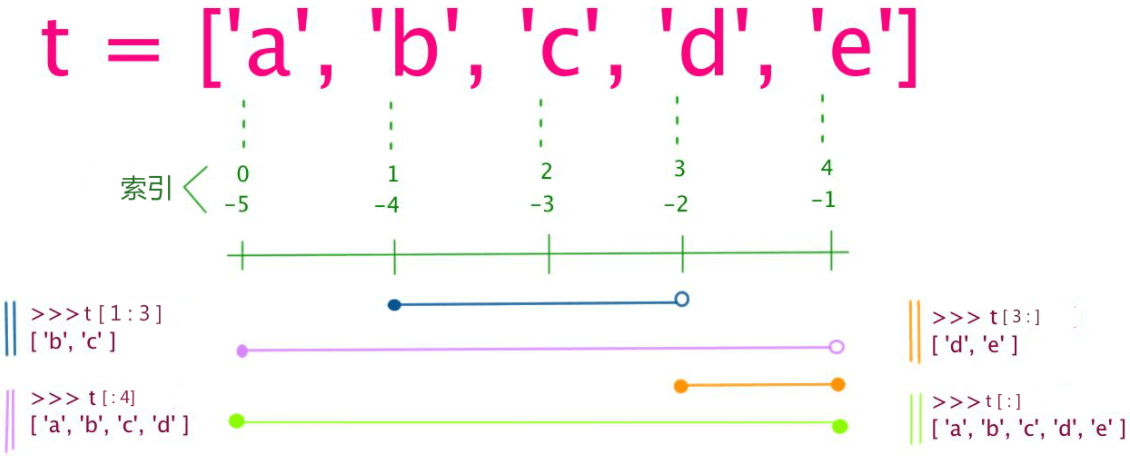 t = ['a', 'b', 'c', 'd', 'e']
0 1 2 3 4
索引
-5 -4 -3 -2 -1
>>>t[1:3]
['b', 'c']
>>> t[3:]
['d', 'e']
>>> t[:4]
['a', 'b', 'c', 'd']
>>>t[:]
['a', 'b', 'c', 'd', 'e']